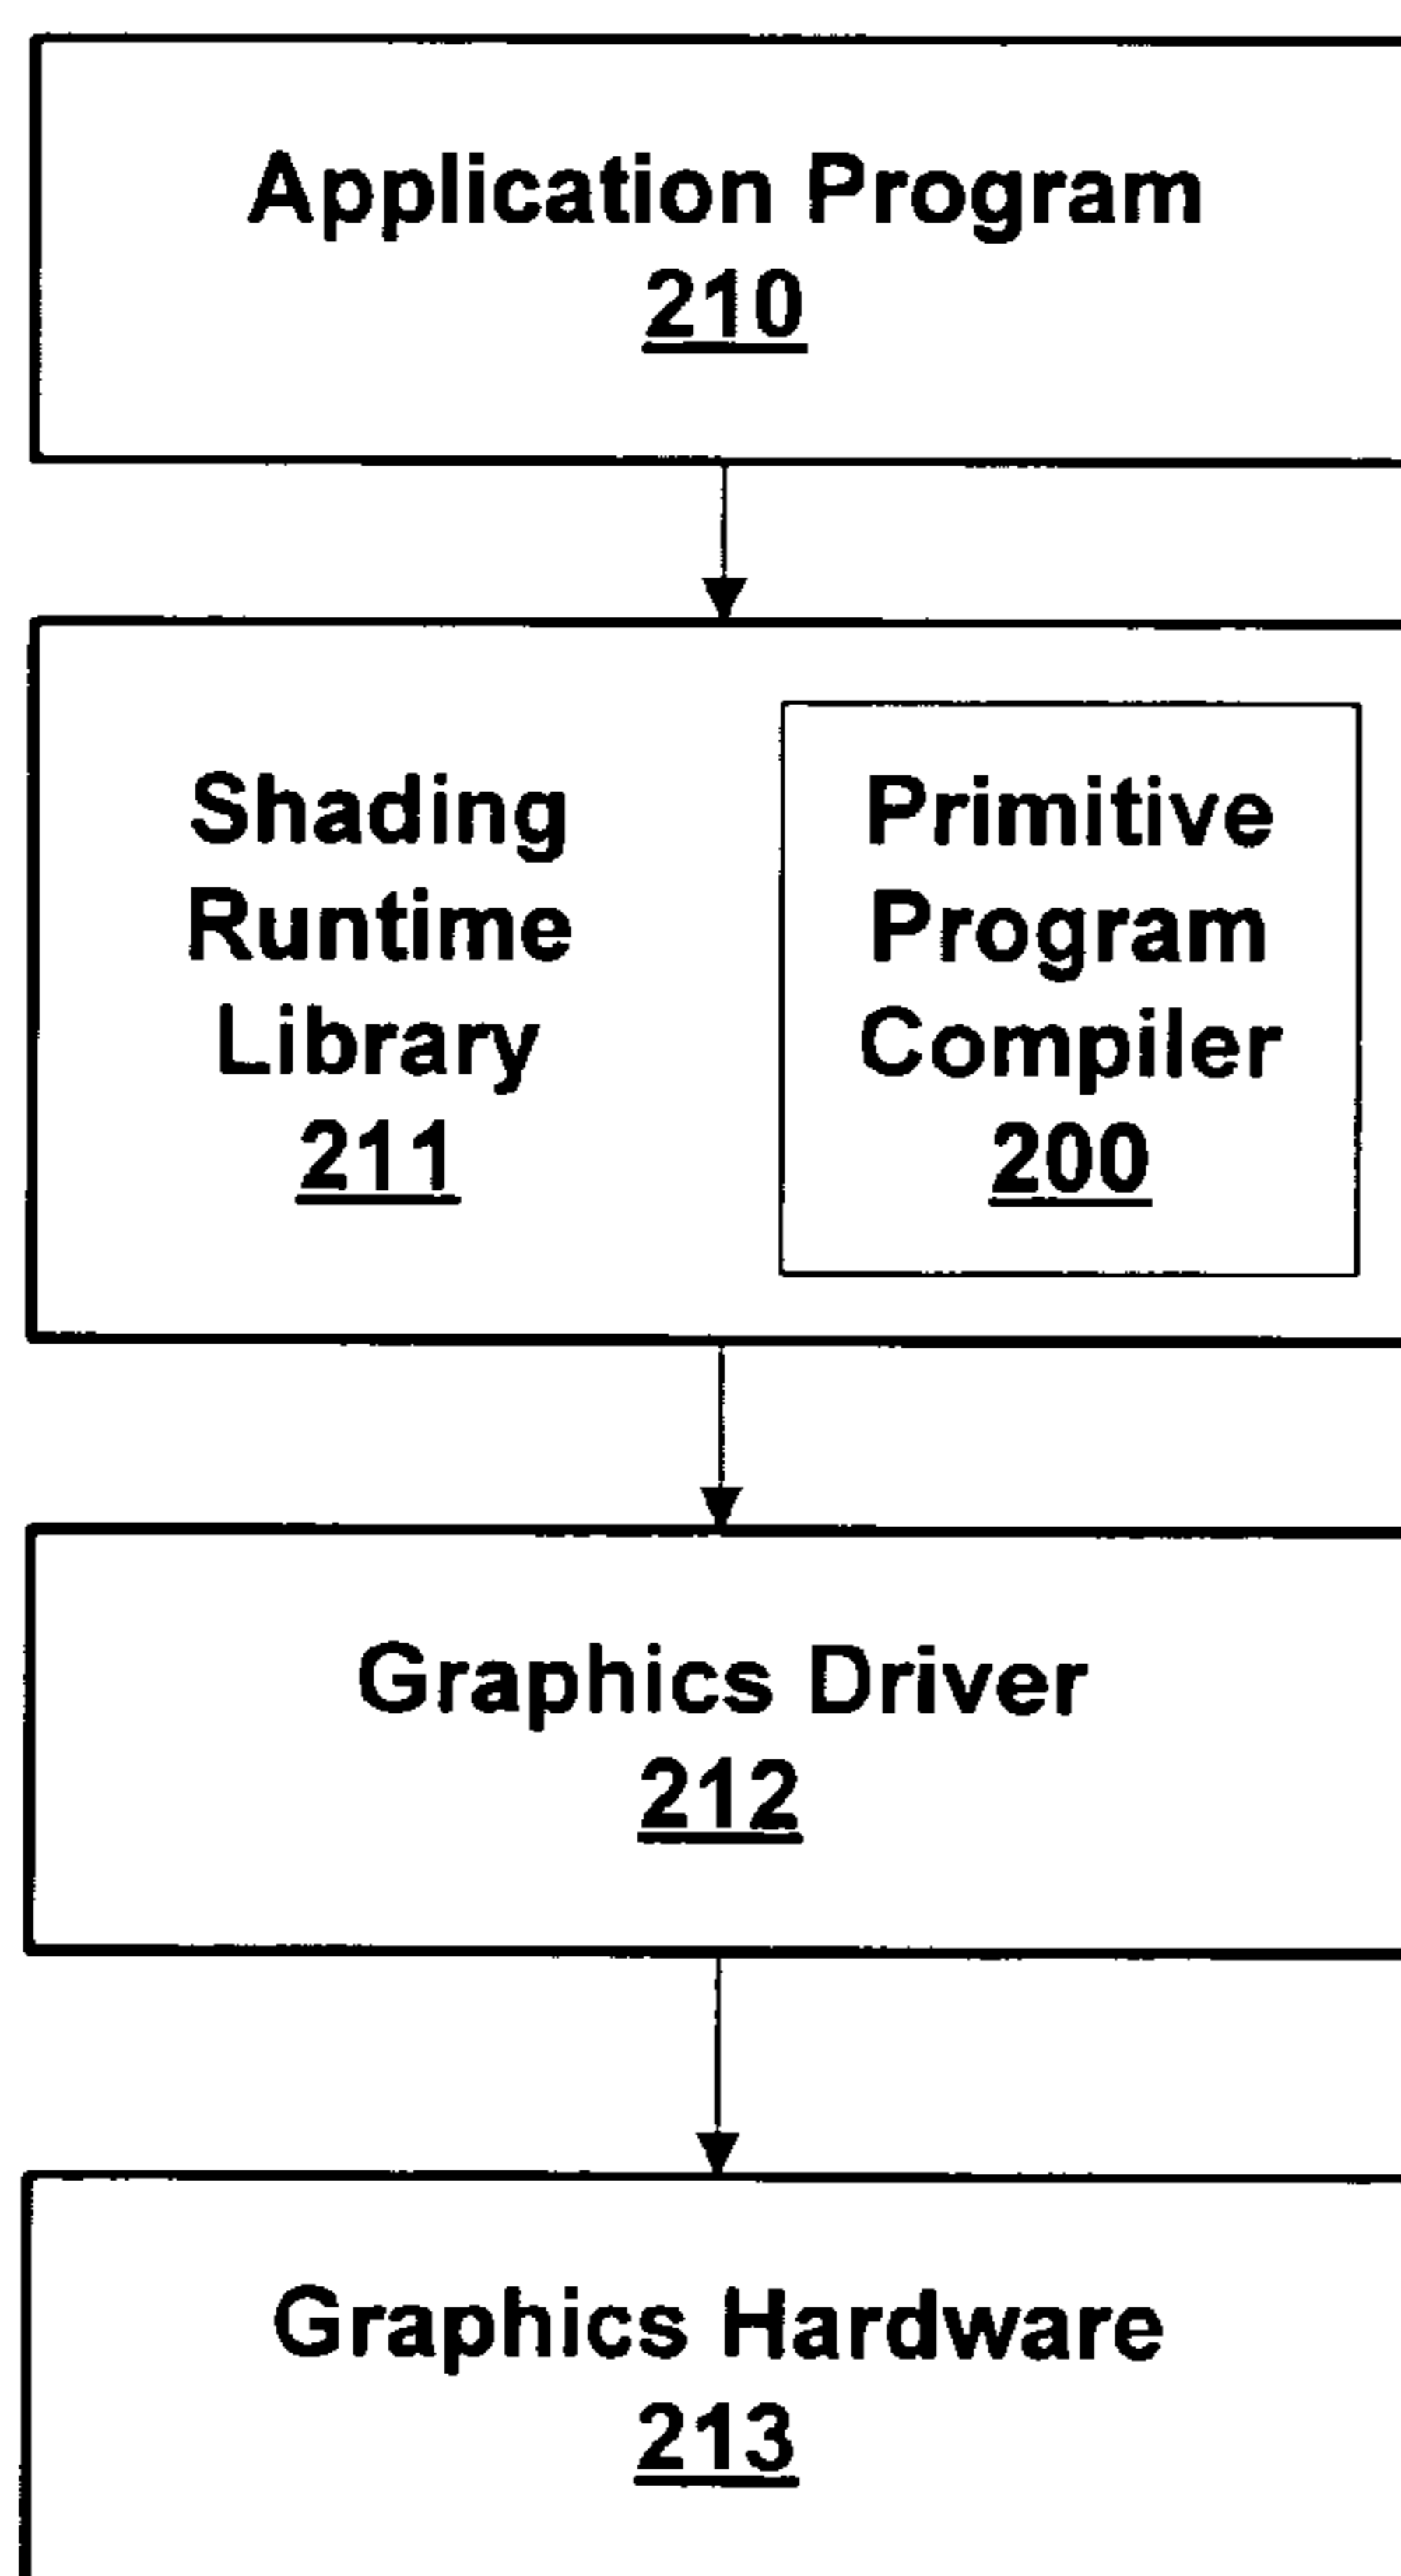 Application Program
210
Shading
Runtime
Library
211
Primitive
Program
Compiler
200
Graphics Driver
212
Graphics Hardware
213